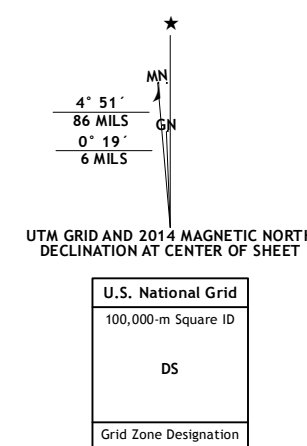 ★
MN
4° 51´
86 MILS
GN
0° 19´
6 MILS
UTM GRID AND 2014 MAGNETIC NORTH
DECLINATION AT CENTER OF SHEET
U.S. National Grid
100,000-m Square ID
DS
Grid Zone Designation